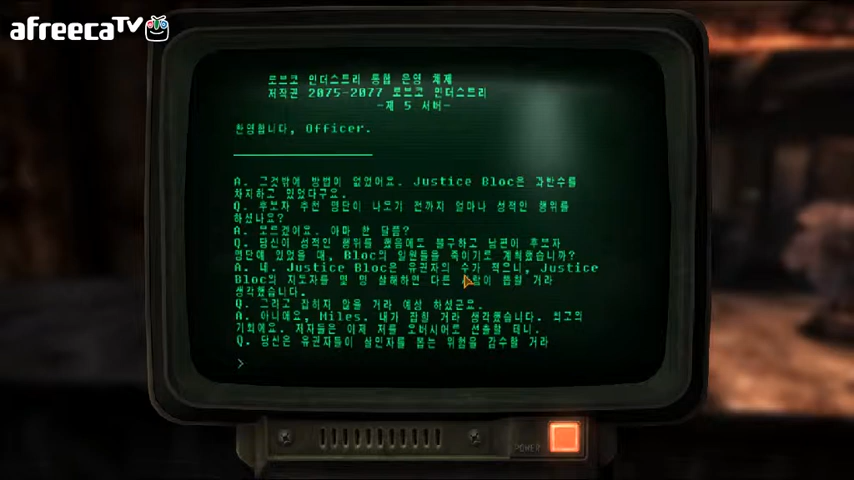 afreecaTV
로브코 인더스트리 통합 운영 체제
저작권 2075-2077 로브코 인더스트리
-제 5 서버-
환영합니다, Officer.
A. 그것밖에 방법이 없었어요. Justice Bloc은 과반수를
차지하고 있었다구요.
Q. 후보자 추천 명단이 나오기 전까지 얼마나 성적인 행위를
하셨나요?
A. 모르겠어요. 아마 한 달쯤?
Q. 당신이 성적인 행위를 했음에도 불구하고 남편이 후보자
명단에 있었을 때, Bloc의 일원들을 죽이기로 계획했습니까?
A. 네. Justice Bloc은 유권자의 수가 적으니, Justice
Bloc의 지도자를 몇 명 살해하면 다른 사람이 뽑힐 거라
생각했습니다.
Q. 그리고 잡히지 않을 거라 예상 하셨군요.
A. 아니에요, Miles. 내가 잡힐 거라 생각했습니다. 최고의
기회에요. 저자들은 이제 저를 오버시어로 선출할 테니.
Q. 당신은 유권자들이 살인자를 뽑는 위험을 감수할 거라
>
POWER